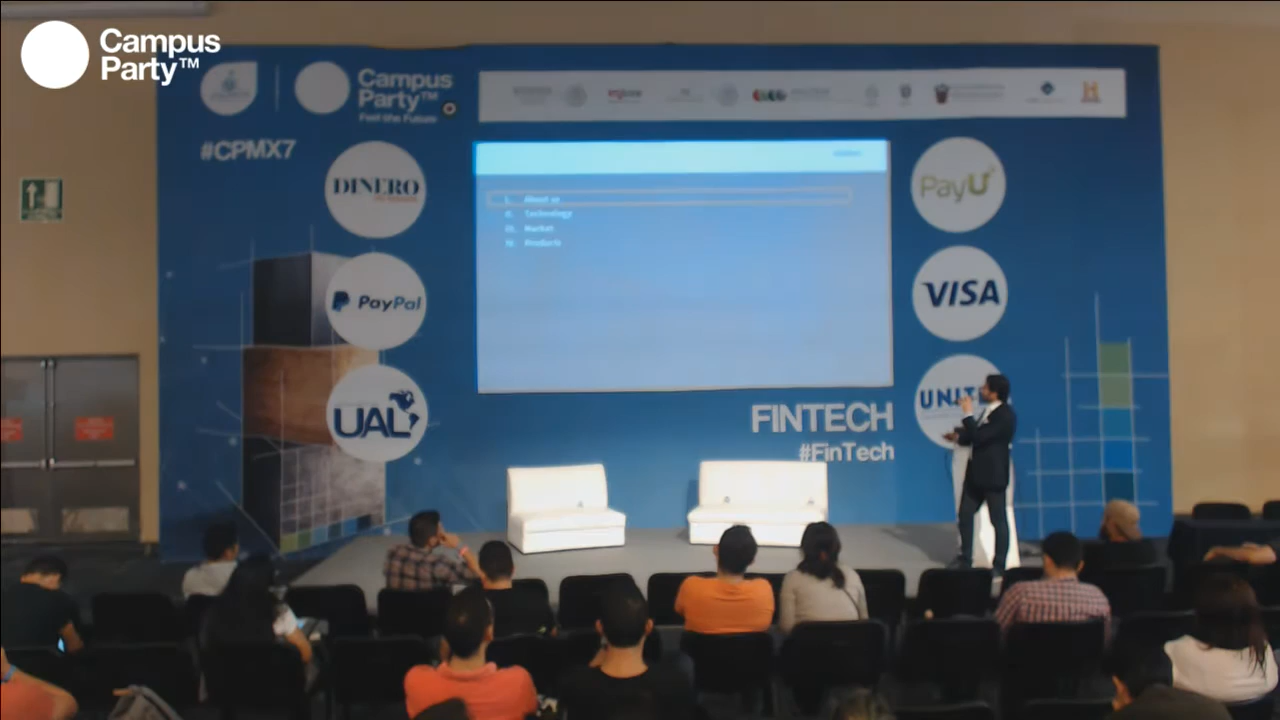 Campus
Party™
Campus
Party™
Feel the Future
#CPMX7
DINERO
PayPal
UAL
I. About us
II. Technology
III. Market
IV. Products
PayU
VISA
FINTECH
#FinTech